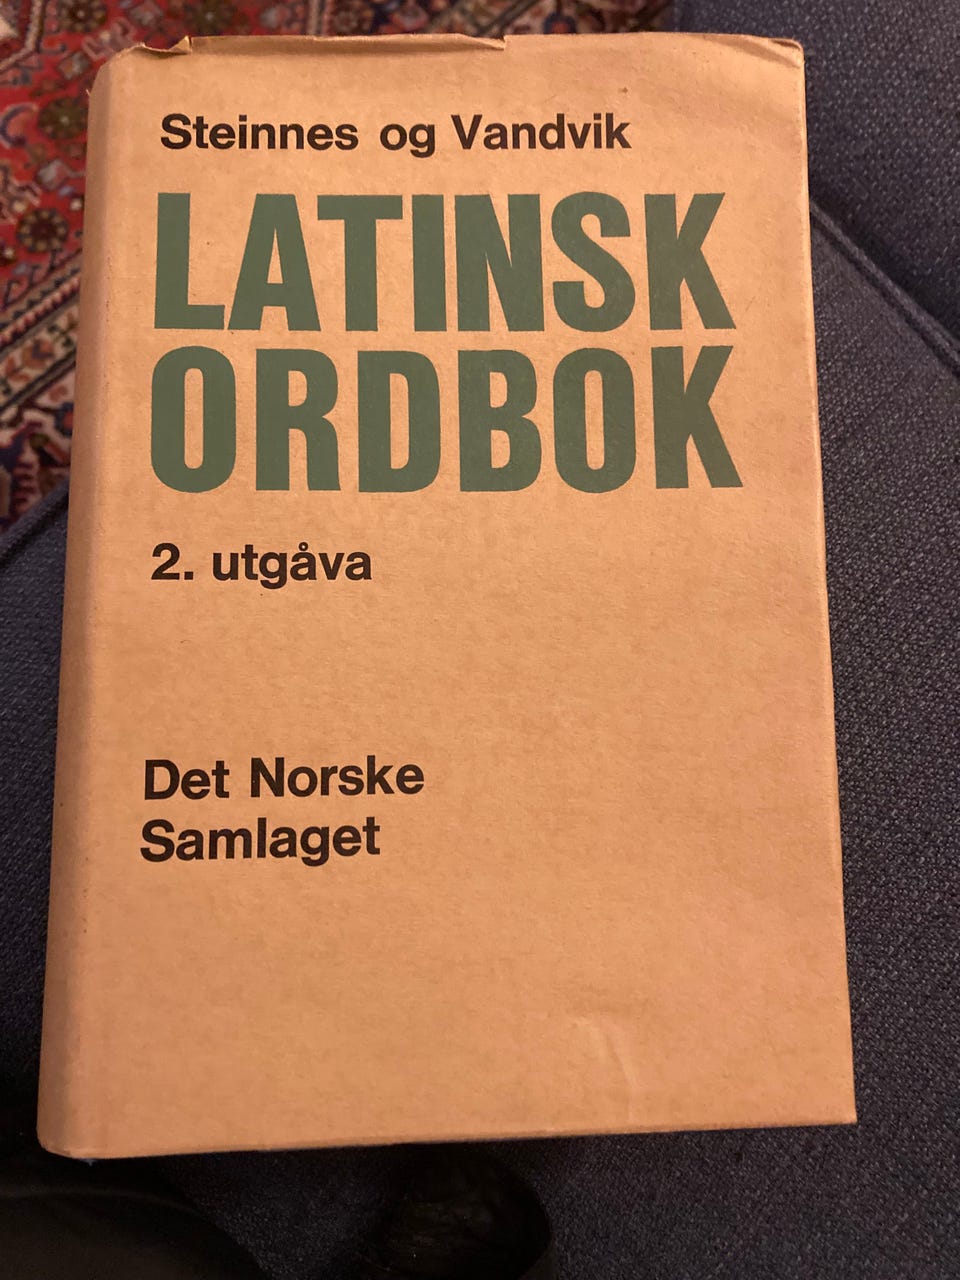 Steinnes og Vandvik
LATINSK
ORDBOK
2. utgåva
Det Norske
Samlaget